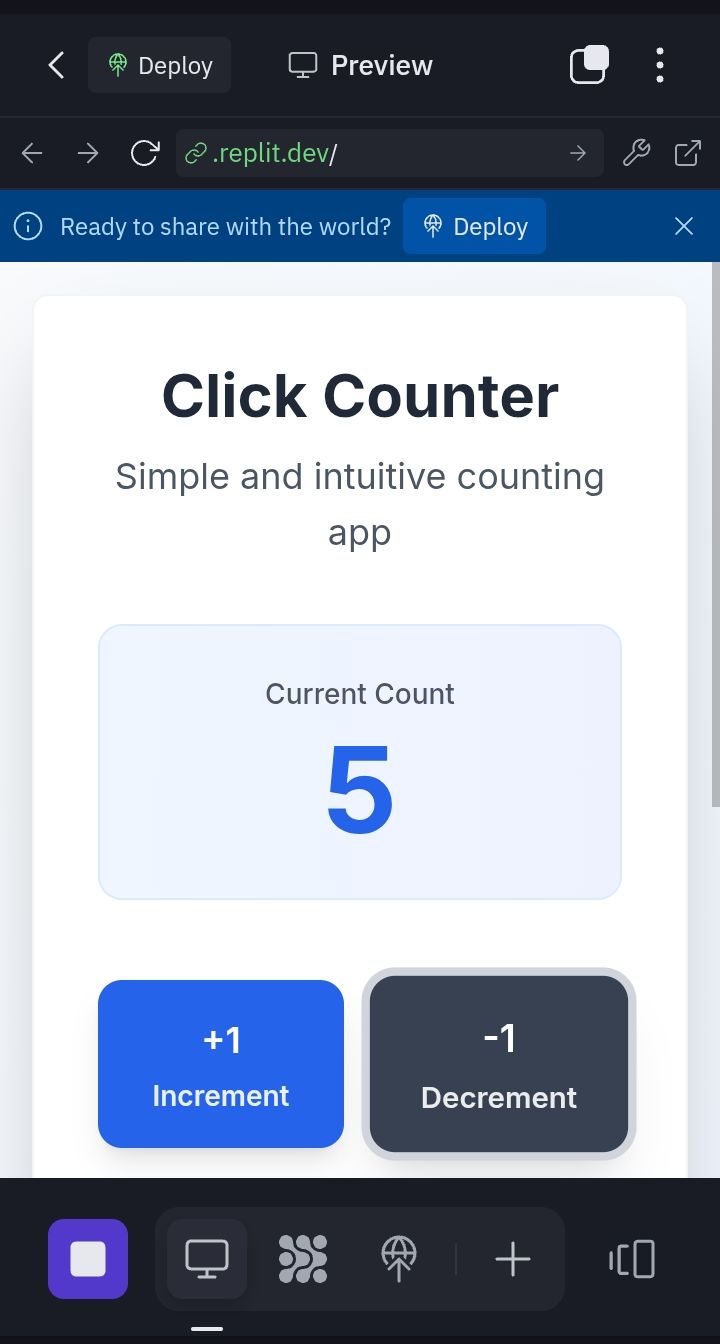 Deploy
Preview
.replit.dev/
Ready to share with the world?
Deploy
Click Counter
Simple and intuitive counting
app
Current Count
5
+1
Increment
-1
Decrement